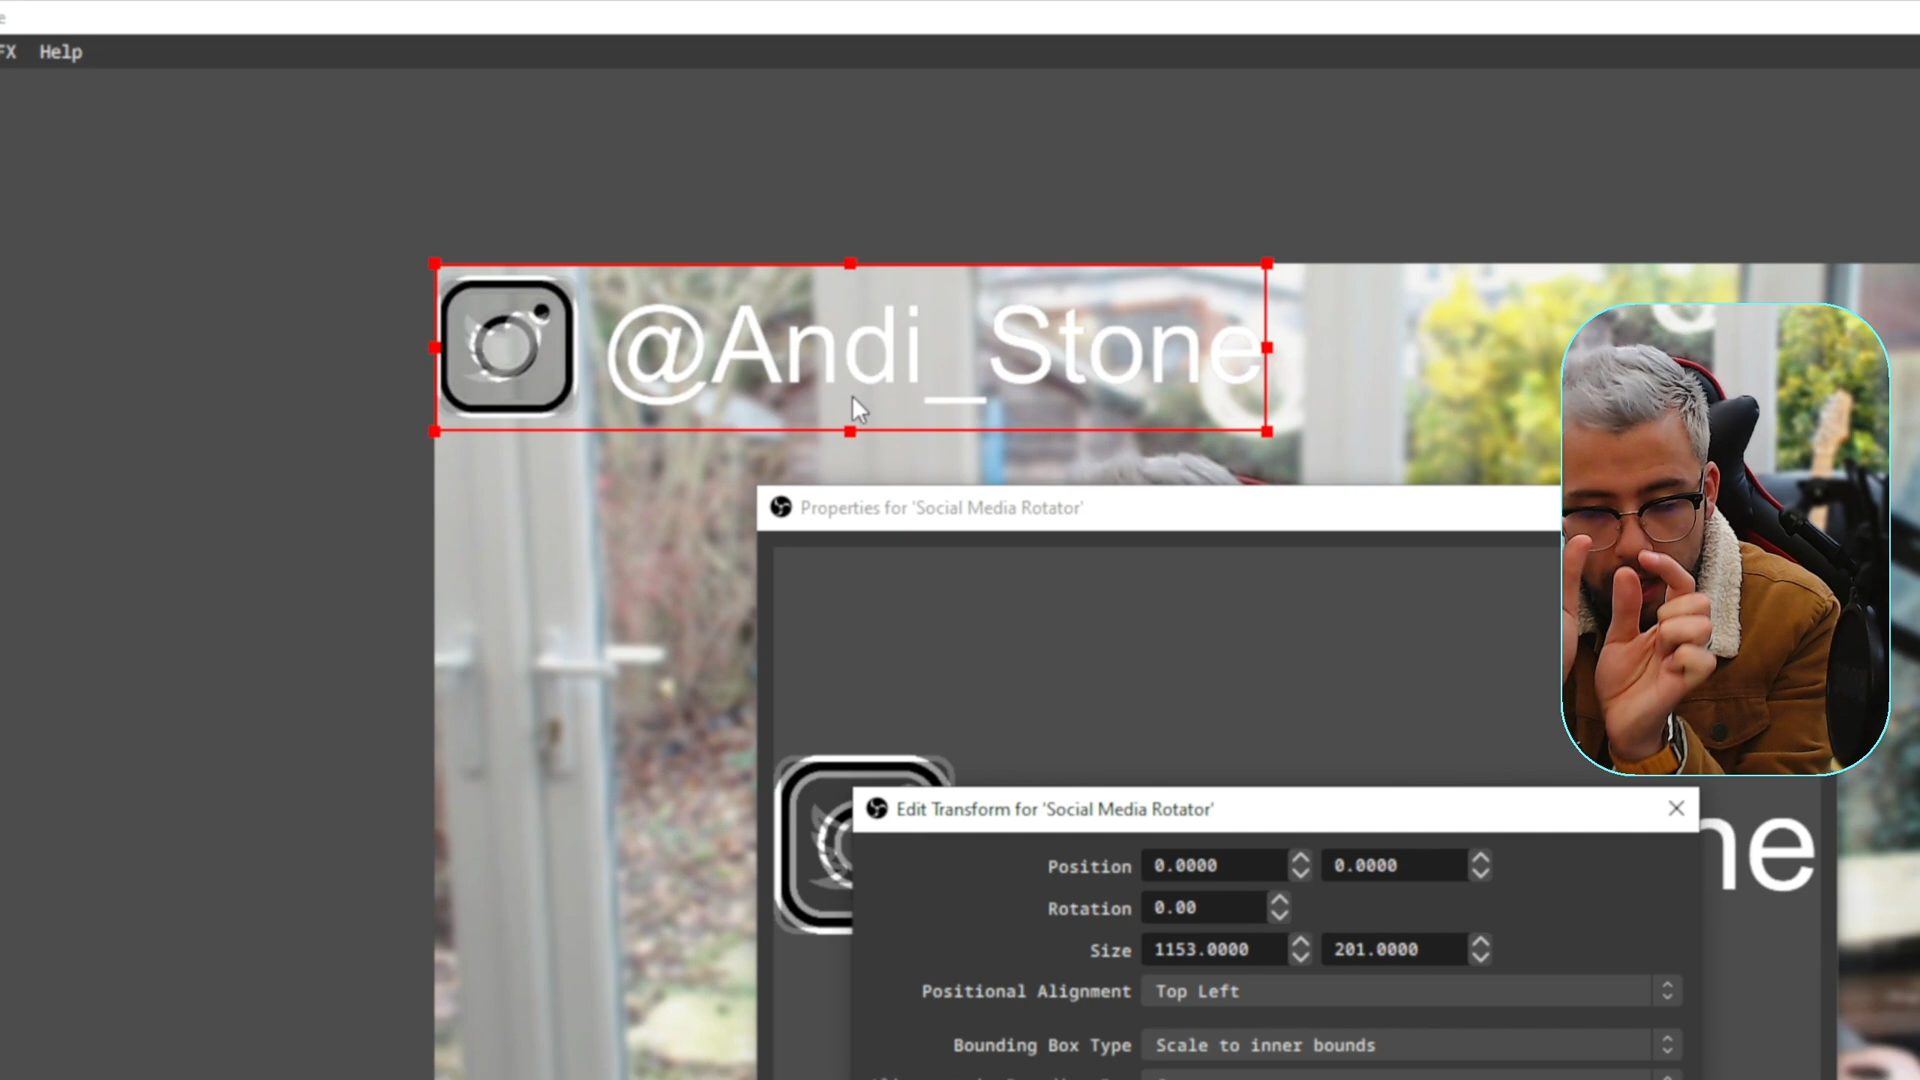 e
FX Help
@Andi_Stone
Properties for 'Social Media Rotator'
Edit Transform for 'Social Media Rotator'
ne
Position 0.0000 0.0000
Rotation 0.00
Size 1153.0000 201.0000
Positional Alignment Top Left
Bounding Box Type Scale to inner bounds